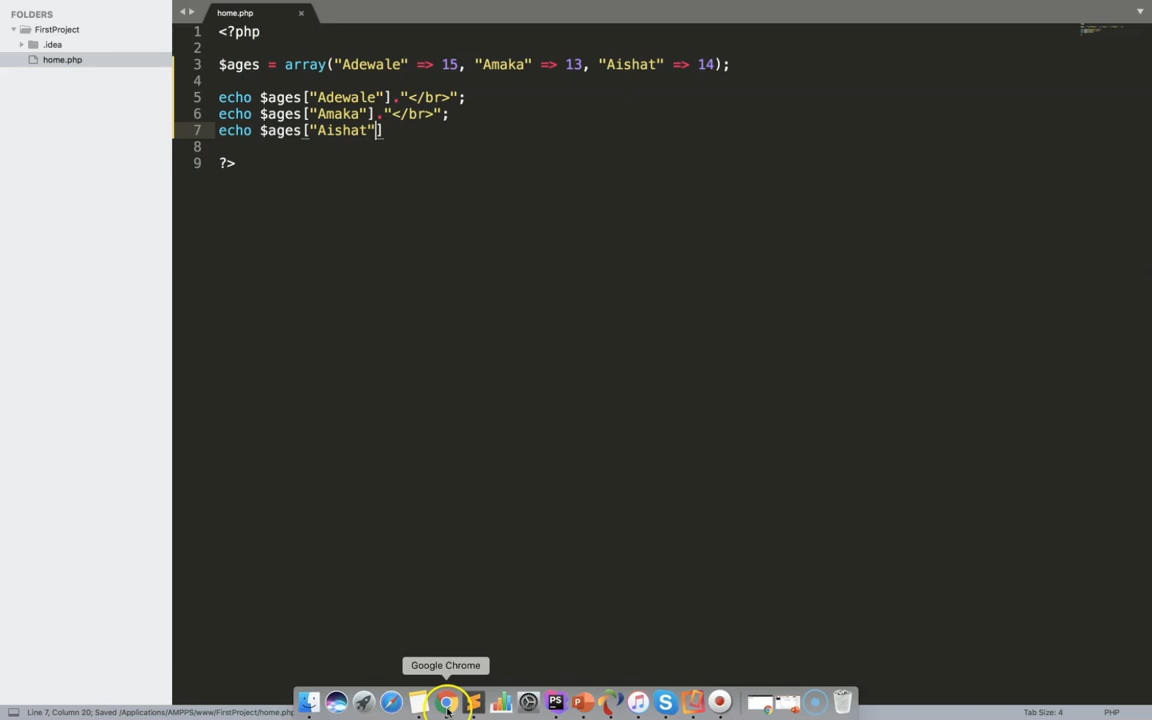 FOLDERS
FirstProject
.idea
home.php
home.php
1 <?php
2
3 $ages = array("Adewale" => 15, "Amaka" => 13, "Aishat" => 14);
4
5 echo $ages["Adewale"]."</br>";
6 echo $ages["Amaka"]."</br>";
7 echo $ages["Aishat"]
8
9 ?>
Google Chrome
Line 7, Column 20; Saved /Applications/AMPPS/www/FirstProject/home.php
Tab Size: 4
PHP